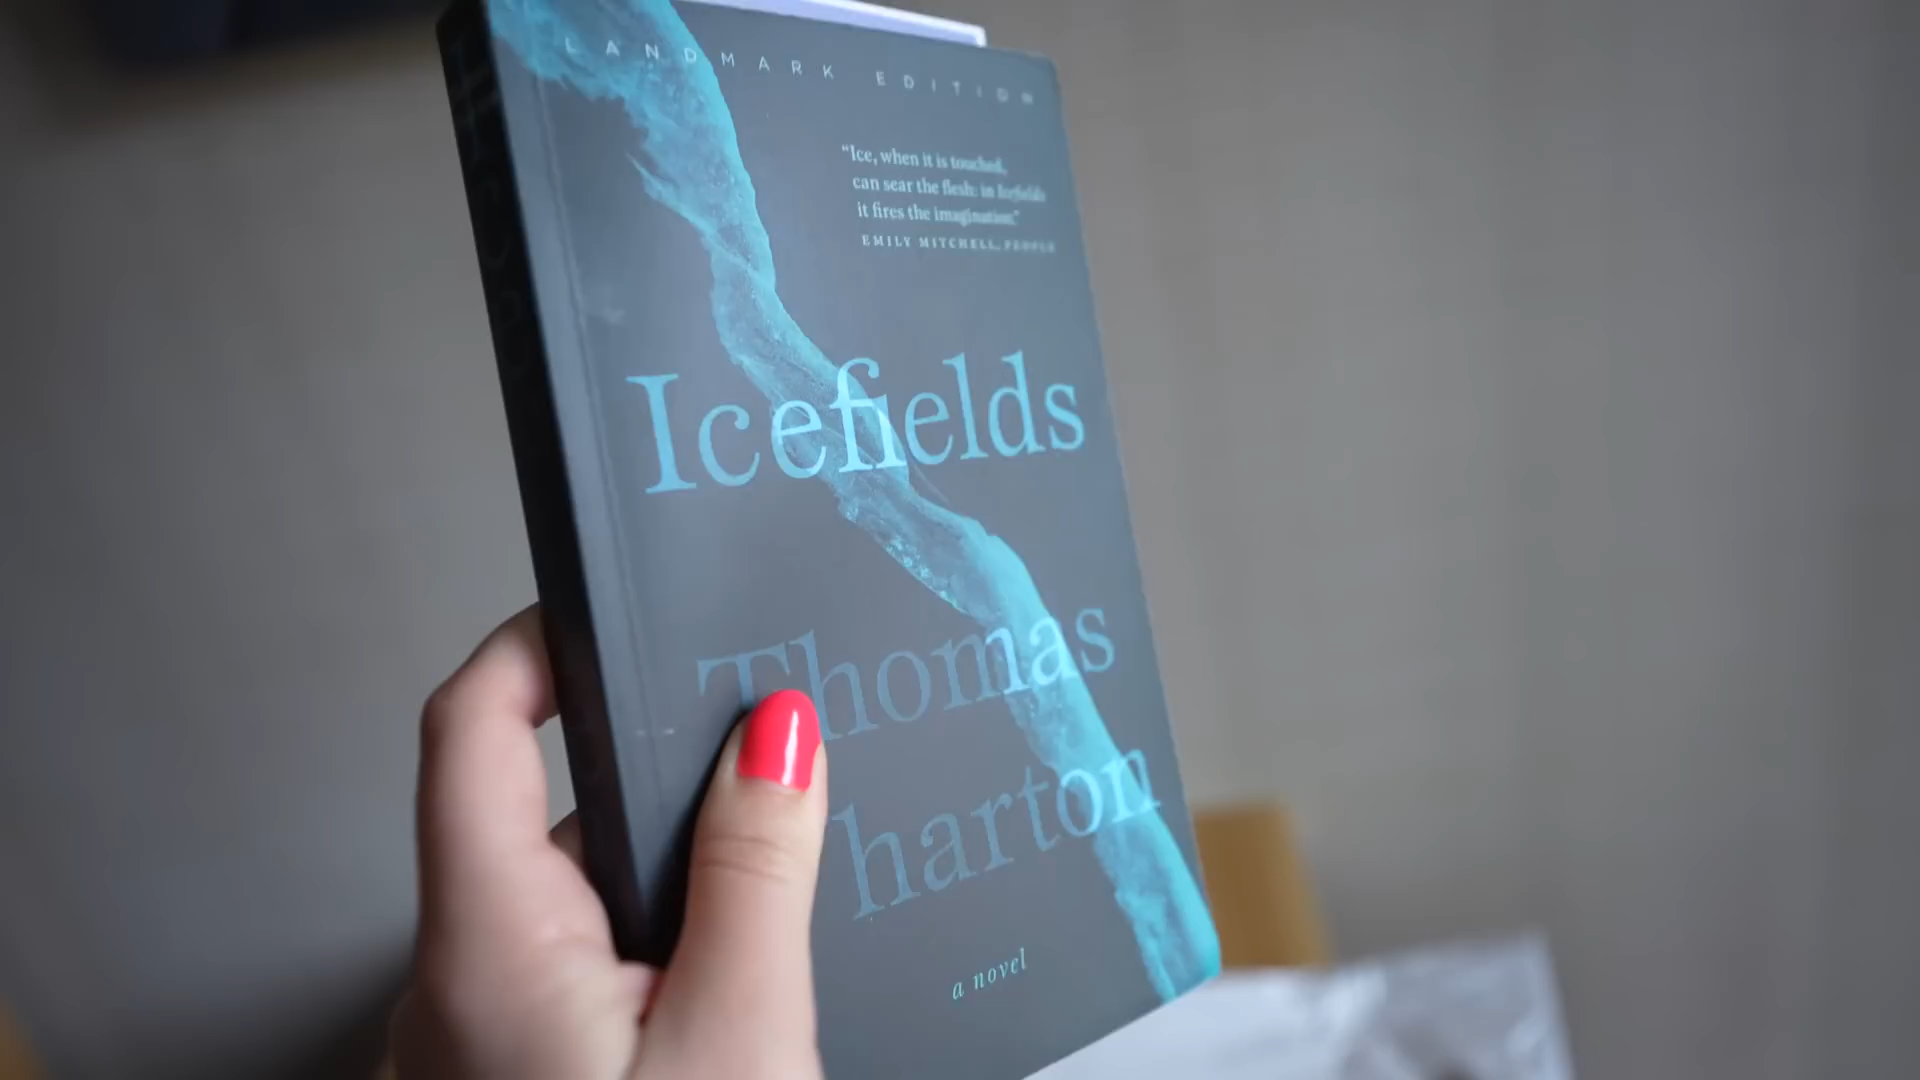 LANDMARK EDITION
“Ice, when it is touched,
can sear the flesh: in Icefields
it fires the imagination.”
EMILY MITCHELL, PEOPLE
Icefields
Thomas
harton
a novel